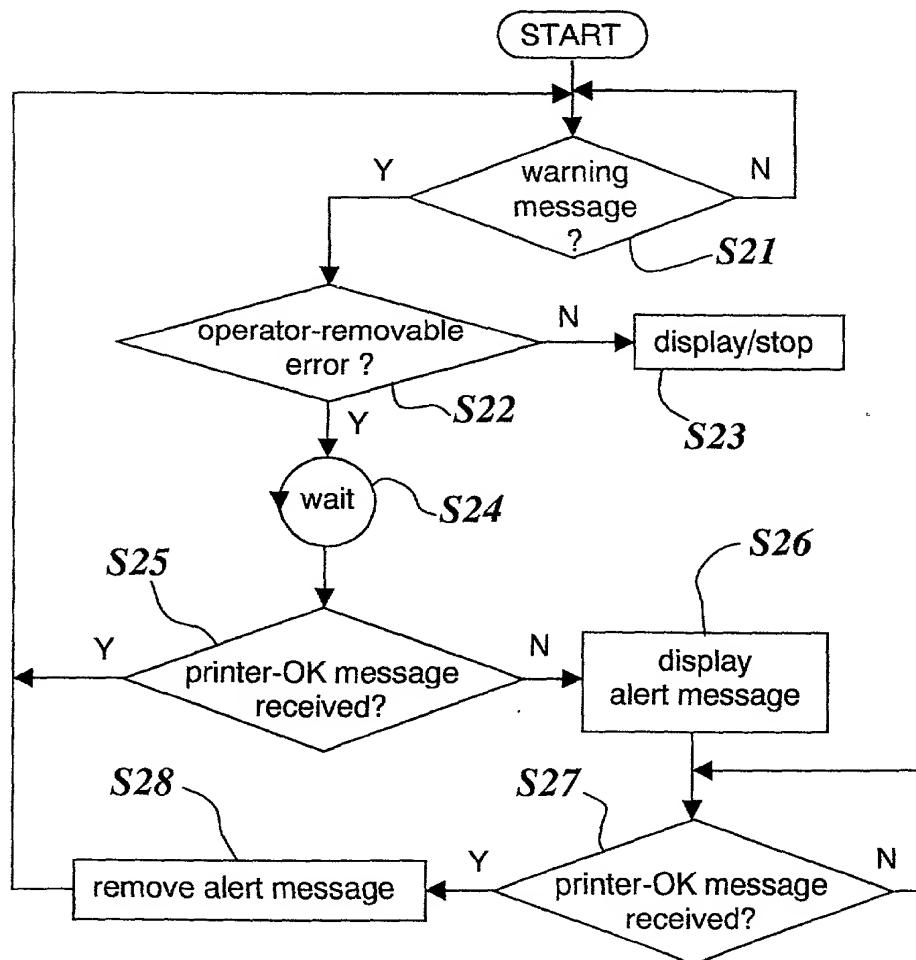 START
Y
warning
message
?
N
S21
operator-removable
error ?
N
display/stop
S22
S23
Y
wait
S24
S25
S26
Y
printer-OK message
received?
N
display
alert message
S28
S27
remove alert message
Y
printer-OK message
received?
N